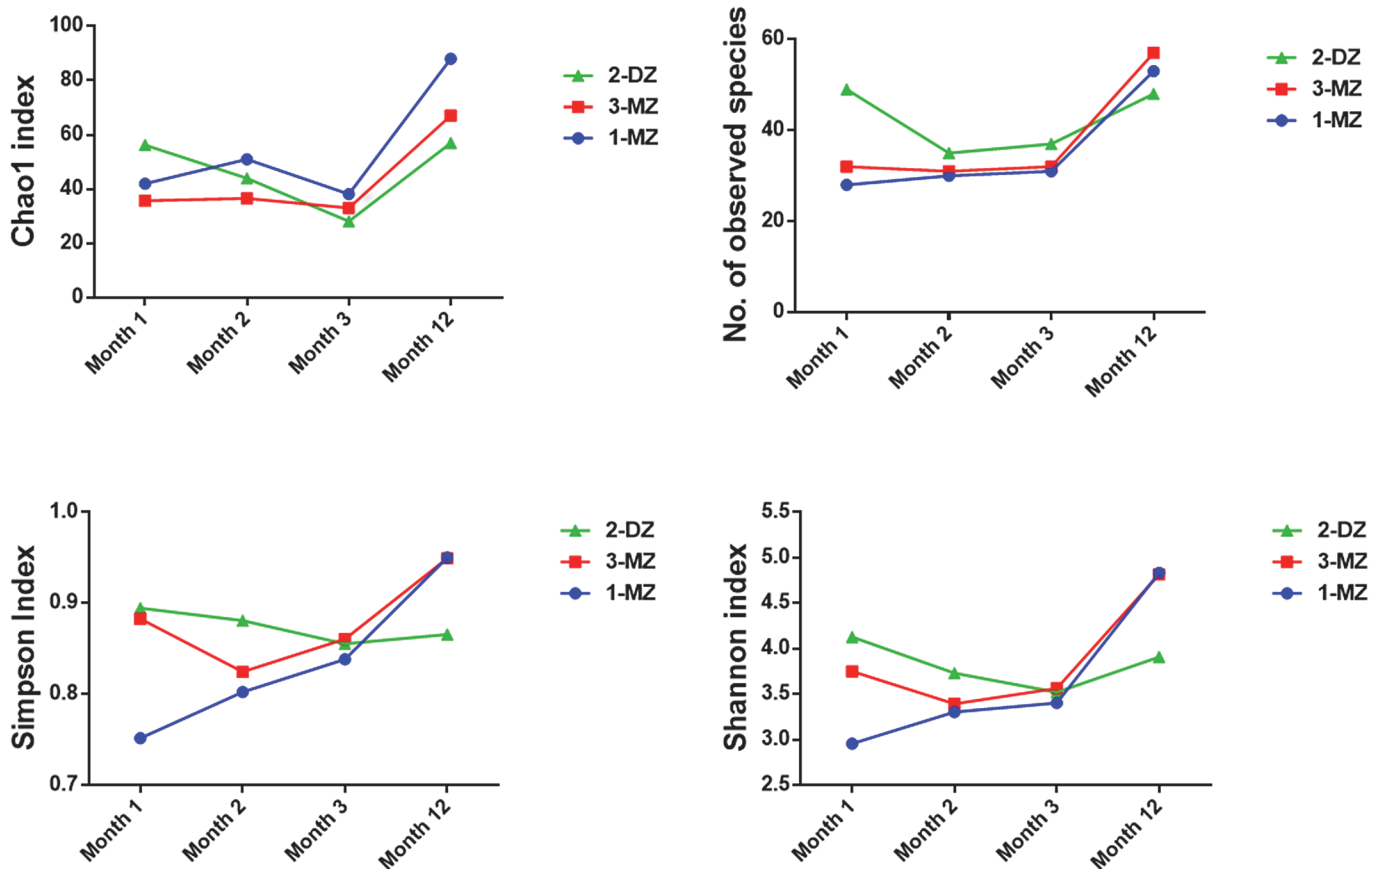 Chao1 index
100
80
60
40
20
0
Month 1
Month 2
Month 3
Month 12
2-DZ
3-MZ
1-MZ
No. of observed species
60
40
20
0
Month 1
Month 2
Month 3
Month 12
2-DZ
3-MZ
1-MZ
Simpson Index
1.0
0.9
0.8
0.7
Month 1
Month 2
Month 3
Month 12
2-DZ
3-MZ
1-MZ
Shannon index
5.5
5.0
4.5
4.0
3.5
3.0
2.5
Month 1
Month 2
Month 3
Month 12
2-DZ
3-MZ
1-MZ